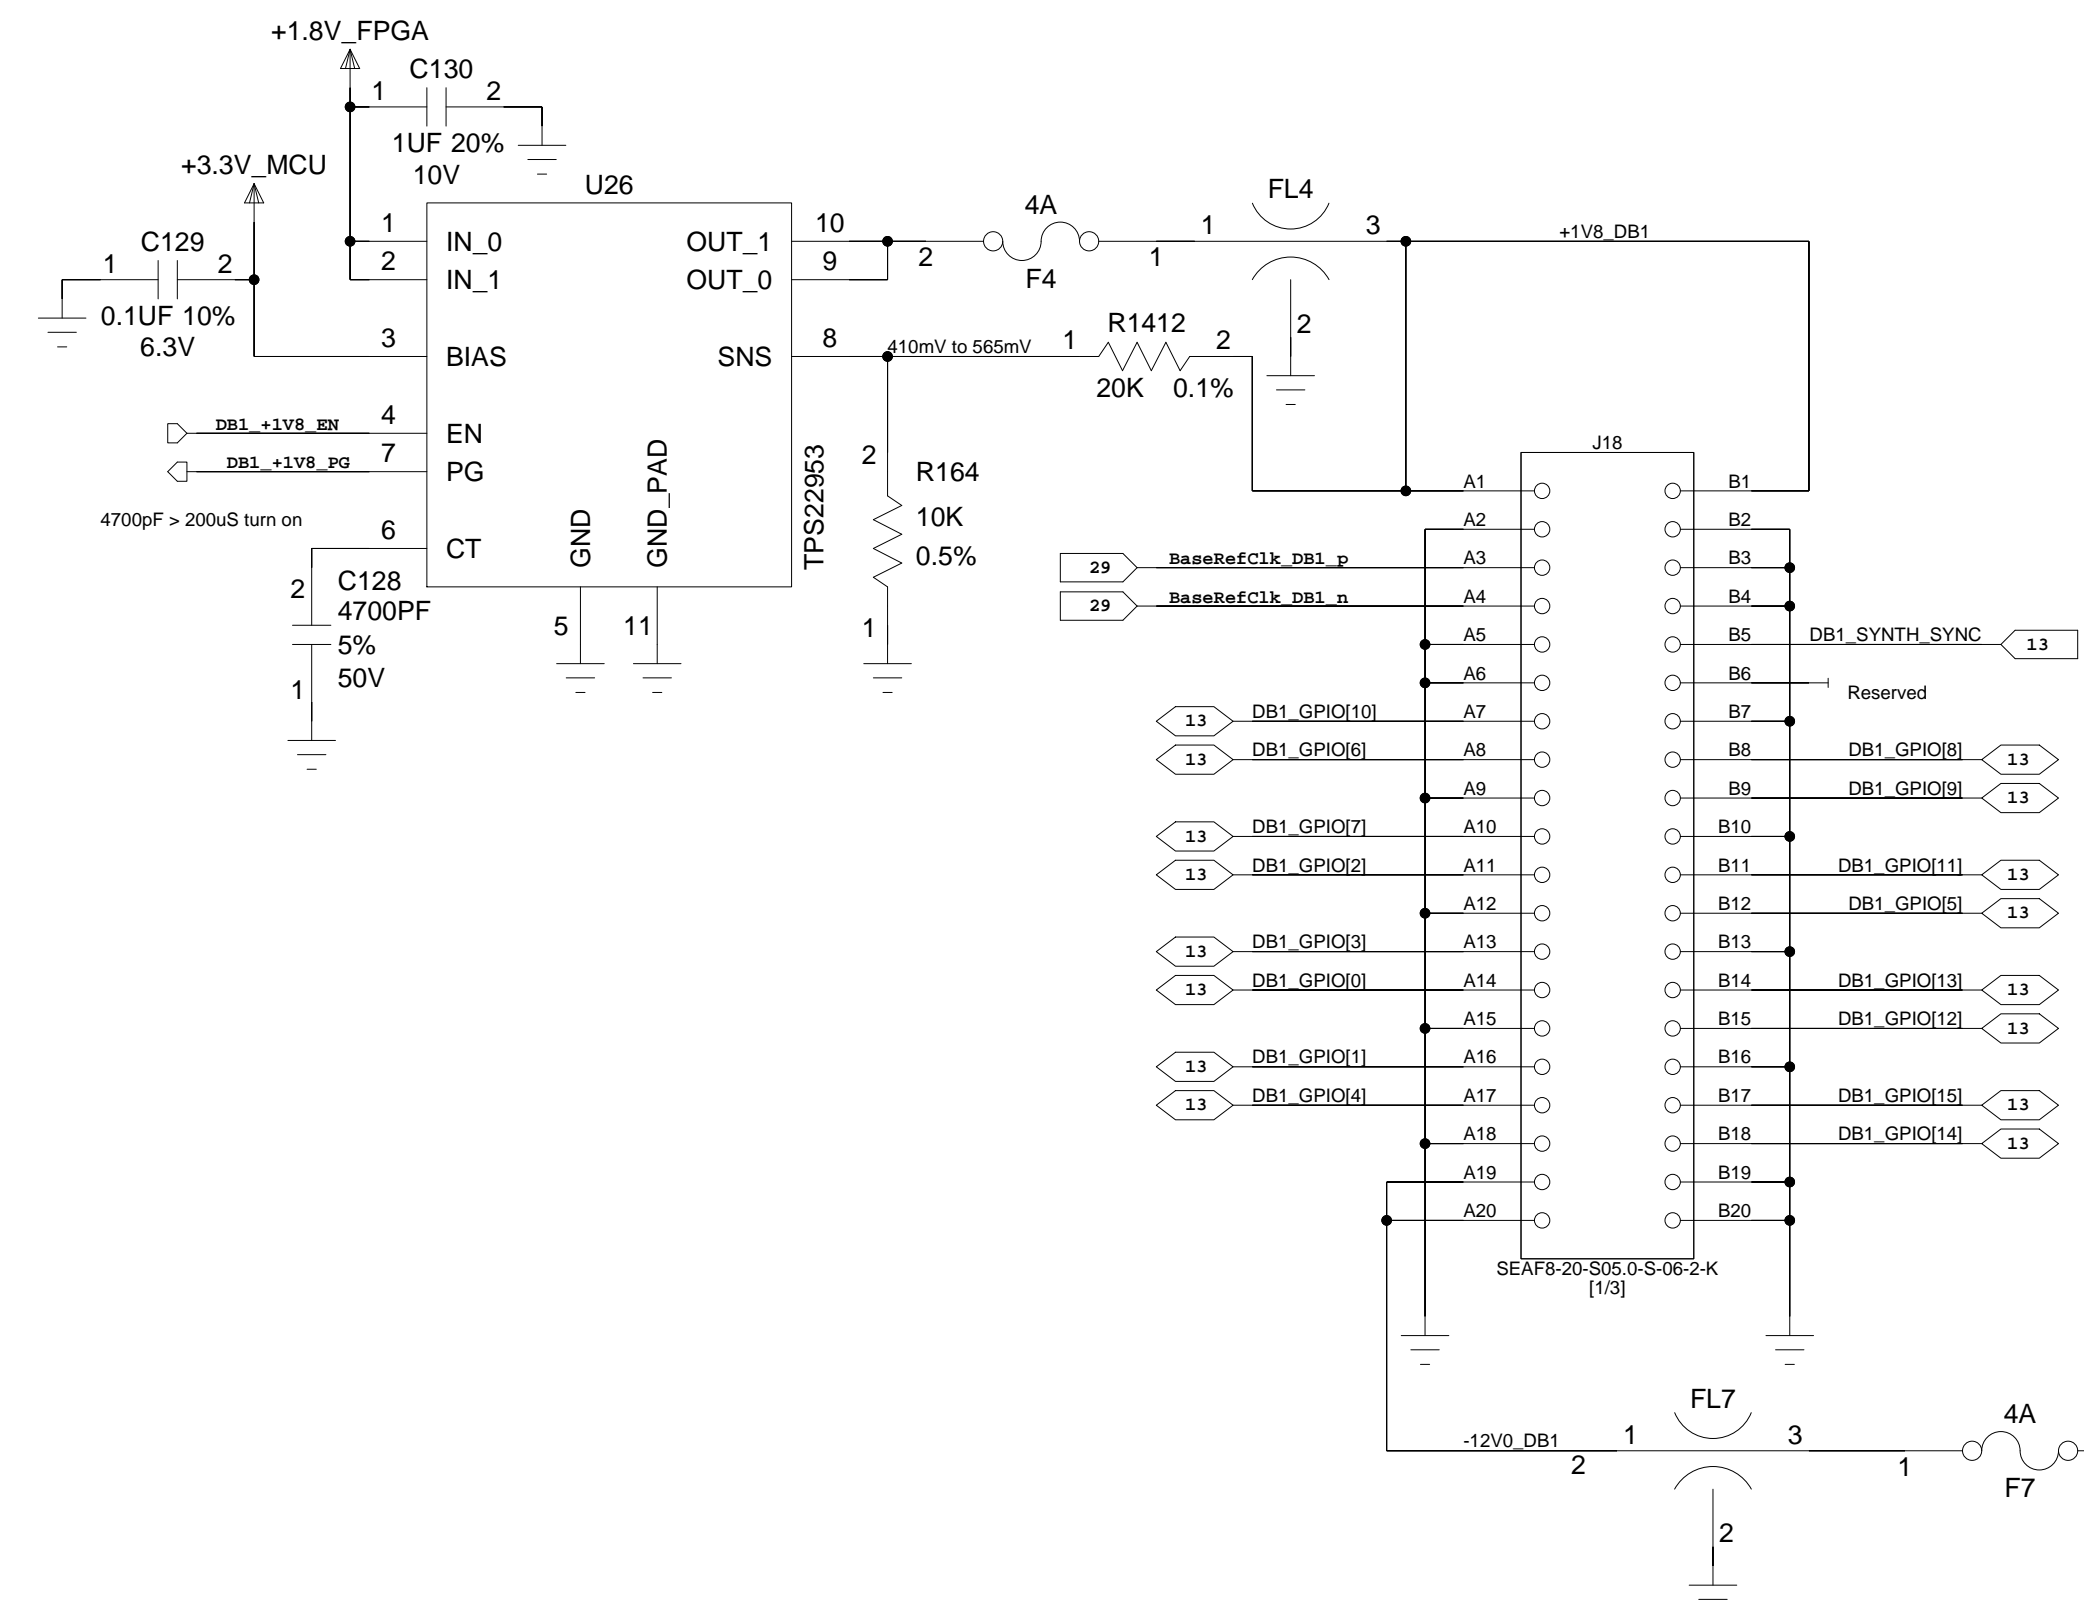 +1.8V_FPGA
C130
1 2
1UF 20%
10V
+3.3V_MCU
C129
1 2
0.1UF 10%
6.3V
U26
1 IN_0
2 IN_1
3 BIAS
DB1_+1V8_EN 4 EN
DB1_+1V8_PG 7 PG
4700pF > 200uS turn on
6 CT
2 C128
4700PF
5%
50V
1
OUT_1 10
OUT_0 9
SNS 8
GND
GND_PAD
TPS22953
5 11
2 4A 1
F4
1 FL4 3
2
+1V8_DB1
410mV to 565mV
1 R1412 2
20K 0.1%
2 R164
10K
0.5%
1
J18
A1 B1
A2 B2
29 BaseRefClk_DB1_p A3 B3
29 BaseRefClk_DB1_n A4 B4
A5 B5 DB1_SYNTH_SYNC 13
A6 B6 Reserved
13 DB1_GPIO[10] A7 B7
13 DB1_GPIO[6] A8 B8 DB1_GPIO[8] 13
A9 B9 DB1_GPIO[9] 13
13 DB1_GPIO[7] A10 B10
13 DB1_GPIO[2] A11 B11 DB1_GPIO[11] 13
A12 B12 DB1_GPIO[5] 13
13 DB1_GPIO[3] A13 B13
13 DB1_GPIO[0] A14 B14 DB1_GPIO[13] 13
A15 B15 DB1_GPIO[12] 13
13 DB1_GPIO[1] A16 B16
13 DB1_GPIO[4] A17 B17 DB1_GPIO[15] 13
A18 B18 DB1_GPIO[14] 13
A19 B19
A20 B20
SEAF8-20-S05.0-S-06-2-K
[1/3]
-12V0_DB1
2
1 FL7 3
2
1
4A
F7